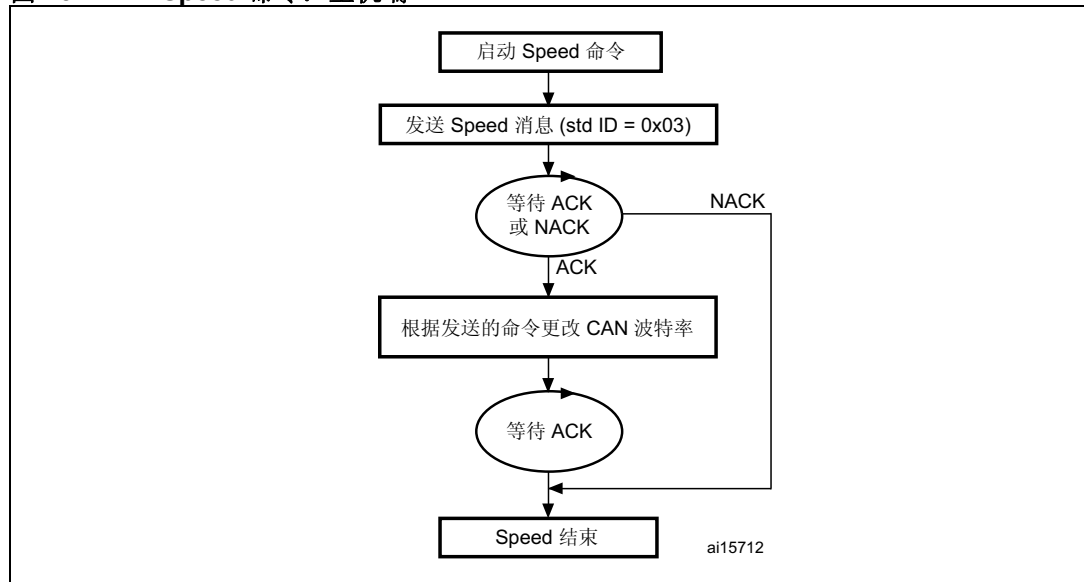 启动 Speed 命令
发送 Speed 消息 (std ID = 0x03)
等待 ACK
或 NACK
NACK
ACK
根据发送的命令更改 CAN 波特率
等待 ACK
Speed 结束
ai15712